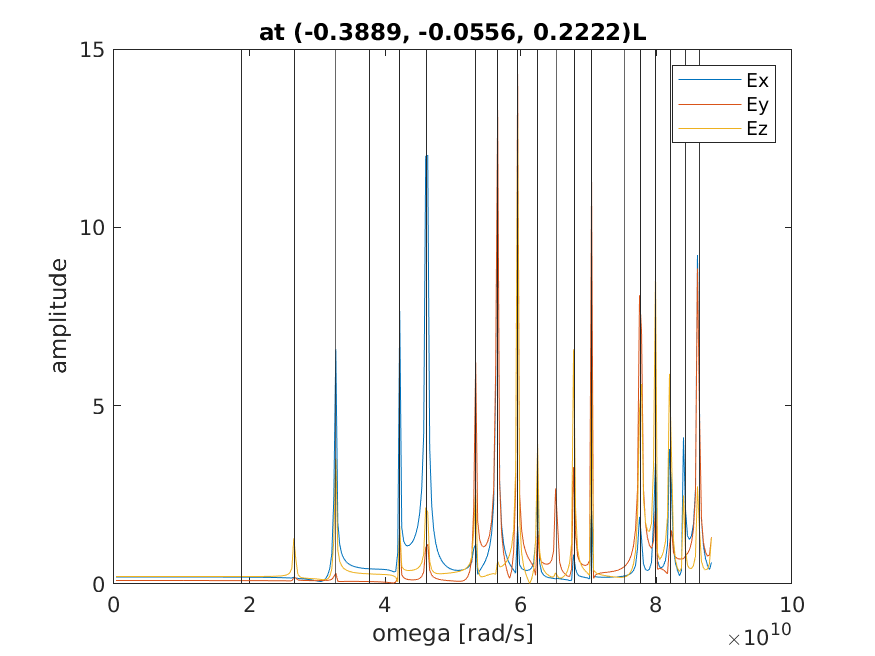 at (-0.3889, -0.0556, 0.2222)L
15
10
5
0
amplitude
Ex
Ey
Ez
0 2 4 6 8 10
omega [rad/s]
×10^10